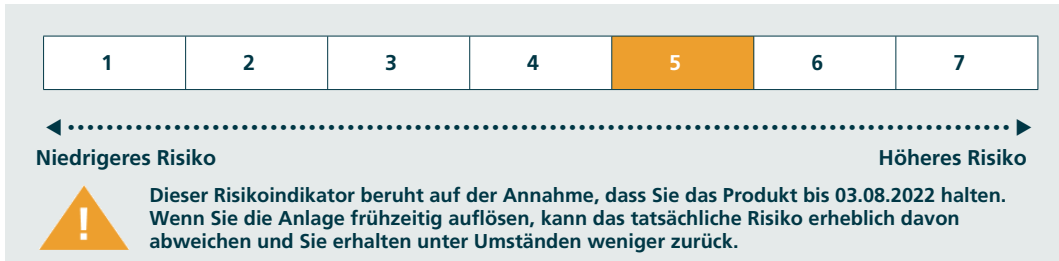 1 2 3 4 5 6 7
Niedrigeres Risiko Höheres Risiko
!
Dieser Risikoindikator beruht auf der Annahme, dass Sie das Produkt bis 03.08.2022 halten.
Wenn Sie die Anlage frühzeitig auflösen, kann das tatsächliche Risiko erheblich davon
abweichen und Sie erhalten unter Umständen weniger zurück.